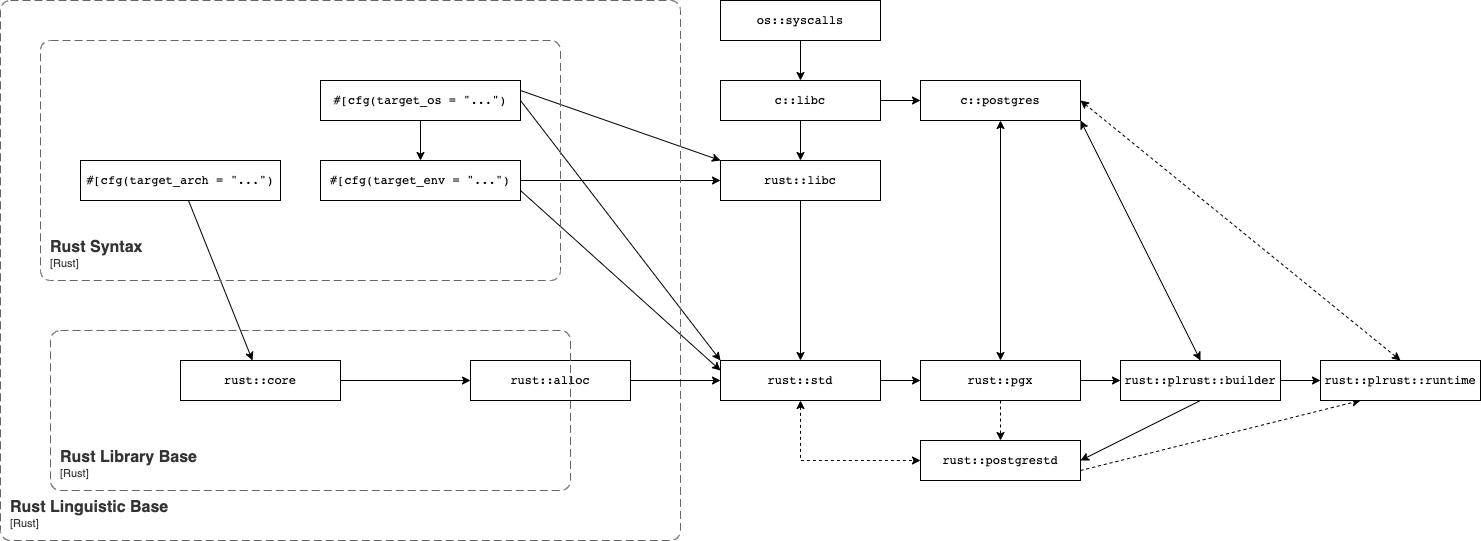 os::syscalls
#[cfg(target_os = "...")
c::libc
c::postgres
#[cfg(target_arch = "...")
#[cfg(target_env = "...")
rust::libc
Rust Syntax
[Rust]
rust::core
rust::alloc
rust::std
rust::pgx
rust::plrust::builder
rust::plrust::runtime
Rust Library Base
[Rust]
rust::postgrestd
Rust Linguistic Base
[Rust]